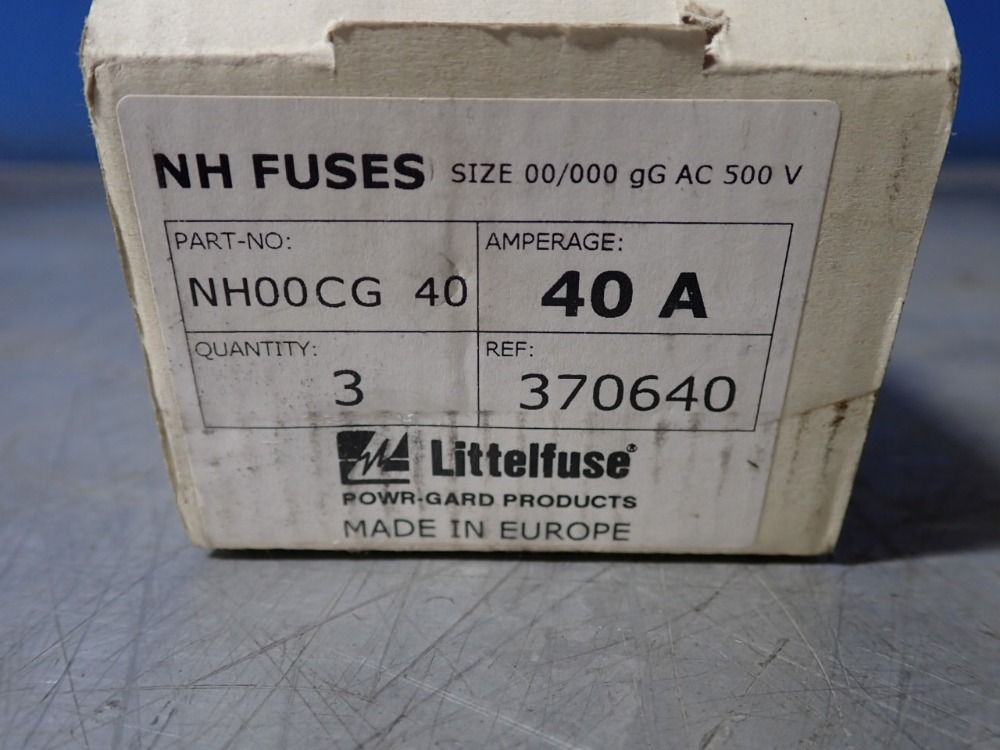 NH FUSES SIZE 00/000 gG AC 500 V
PART-NO: AMPERAGE:
NH00CG 40 40 A
QUANTITY: REF:
3 370640
Littelfuse®
POWR-GARD PRODUCTS
MADE IN EUROPE